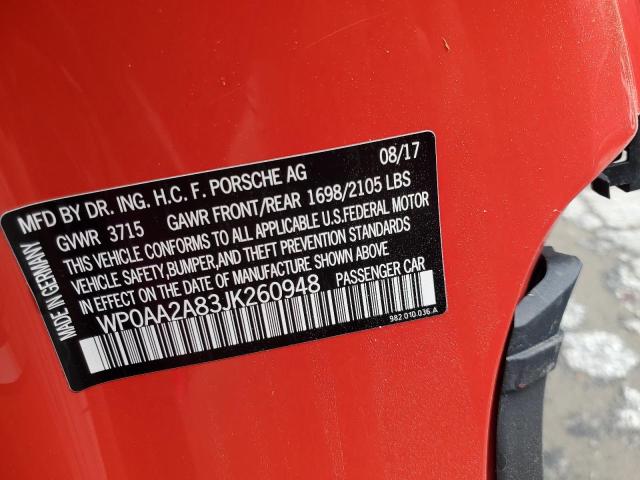 MFD BY DR. ING. H.C. F. PORSCHE AG 08/17
GVWR 3715 GAWR FRONT/REAR 1698/2105 LBS
THIS VEHICLE CONFORMS TO ALL APPLICABLE U.S.FEDERAL MOTOR
VEHICLE SAFETY,BUMPER,AND THEFT PREVENTION STANDARDS
IN EFFECT ON THE DATE OF MANUFACTURE SHOWN ABOVE
WP0AA2A83JK260948 PASSENGER CAR
982.010.036.A
MADE IN GERMANY